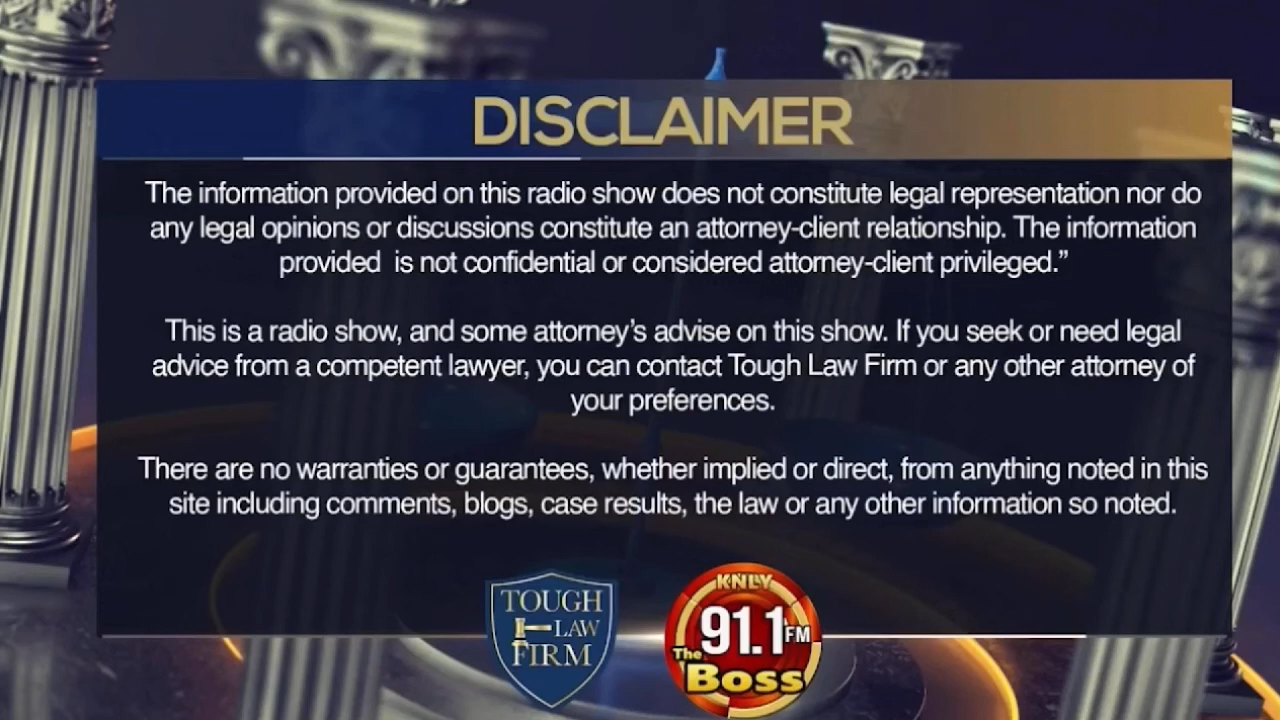 DISCLAIMER
The information provided on this radio show does not constitute legal representation nor do
any legal opinions or discussions constitute an attorney-client relationship. The information
provided  is not confidential or considered attorney-client privileged.”
This is a radio show, and some attorney’s advise on this show. If you seek or need legal
advice from a competent lawyer, you can contact Tough Law Firm or any other attorney of
your preferences.
There are no warranties or guarantees, whether implied or direct, from anything noted in this
site including comments, blogs, case results, the law or any other information so noted.
TOUGH
LAW
FIRM
KNLY
91.1 FM
The
Boss